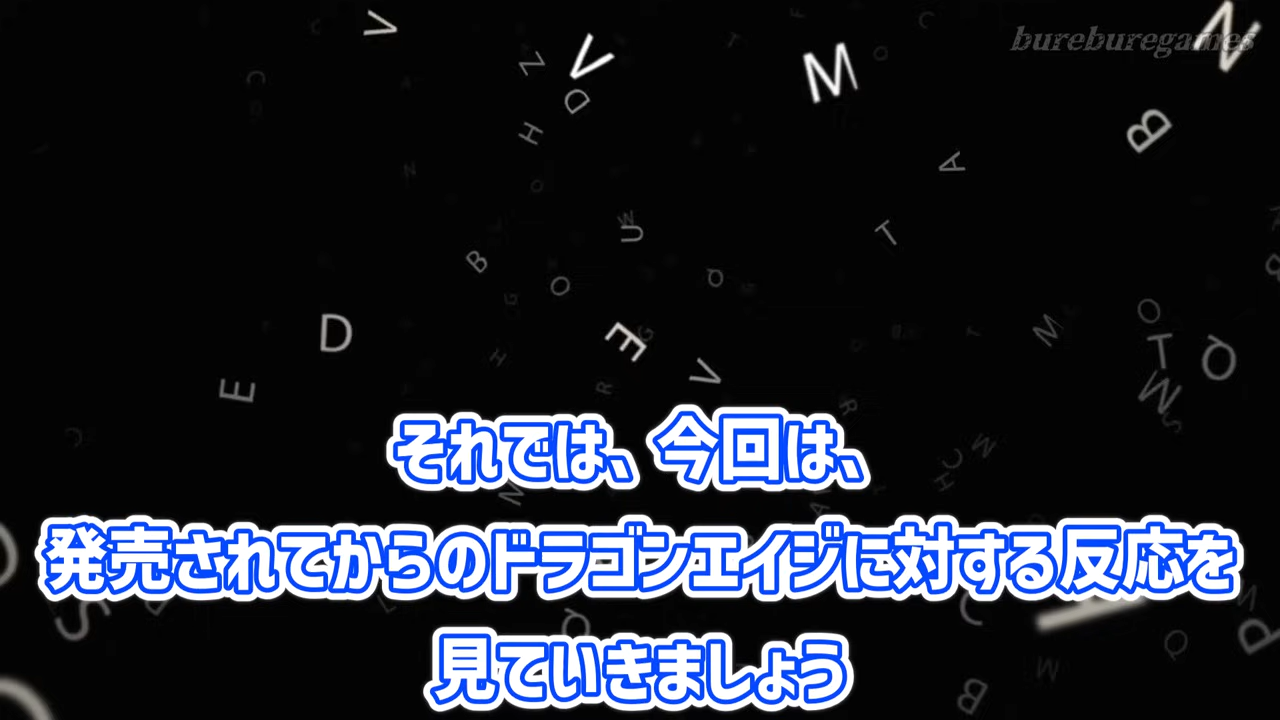 bureburegames
それでは、今回は、
発売されてからのドラゴンエイジに対する反応を
見ていきましょう